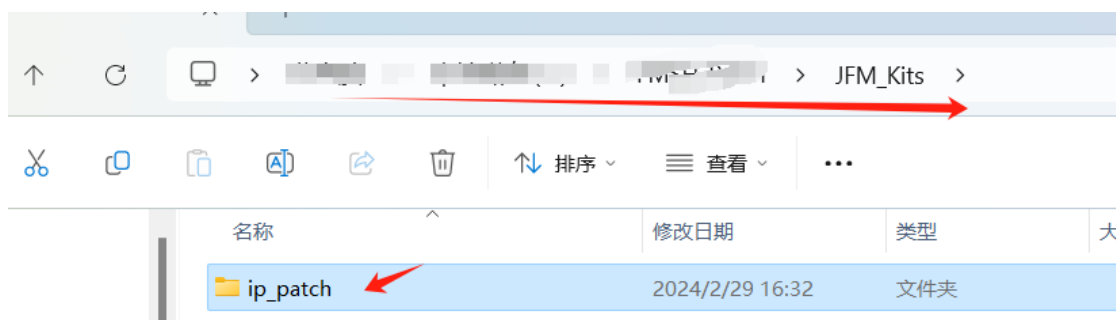 JFM_Kits
排序 查看
名称 修改日期 类型 大
ip_patch 2024/2/29 16:32 文件夹